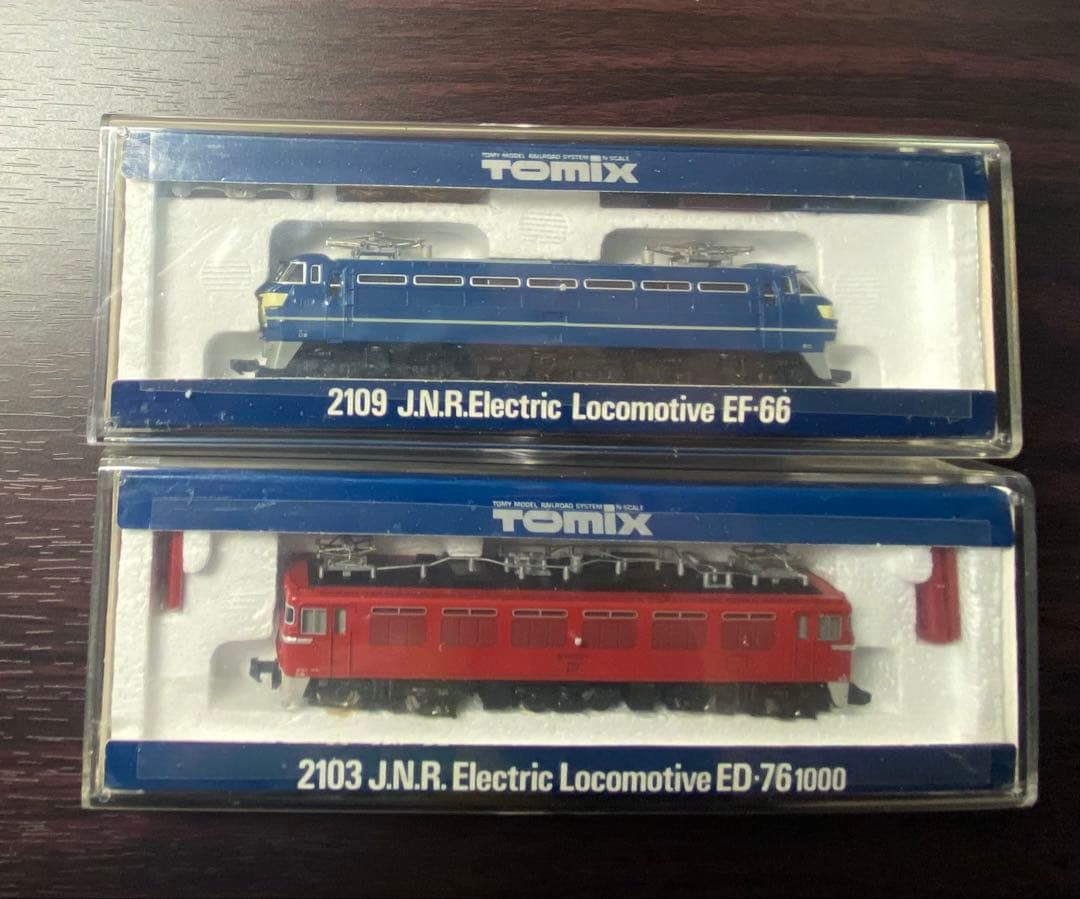 TOMY MODEL RAILROAD SYSTEM N-SCALE
TOMIX
2109 J.N.R.Electric Locomotive EF·66
TOMY MODEL RAILROAD SYSTEM N-SCALE
TOMIX
2103 J.N.R. Electric Locomotive ED·76 1000